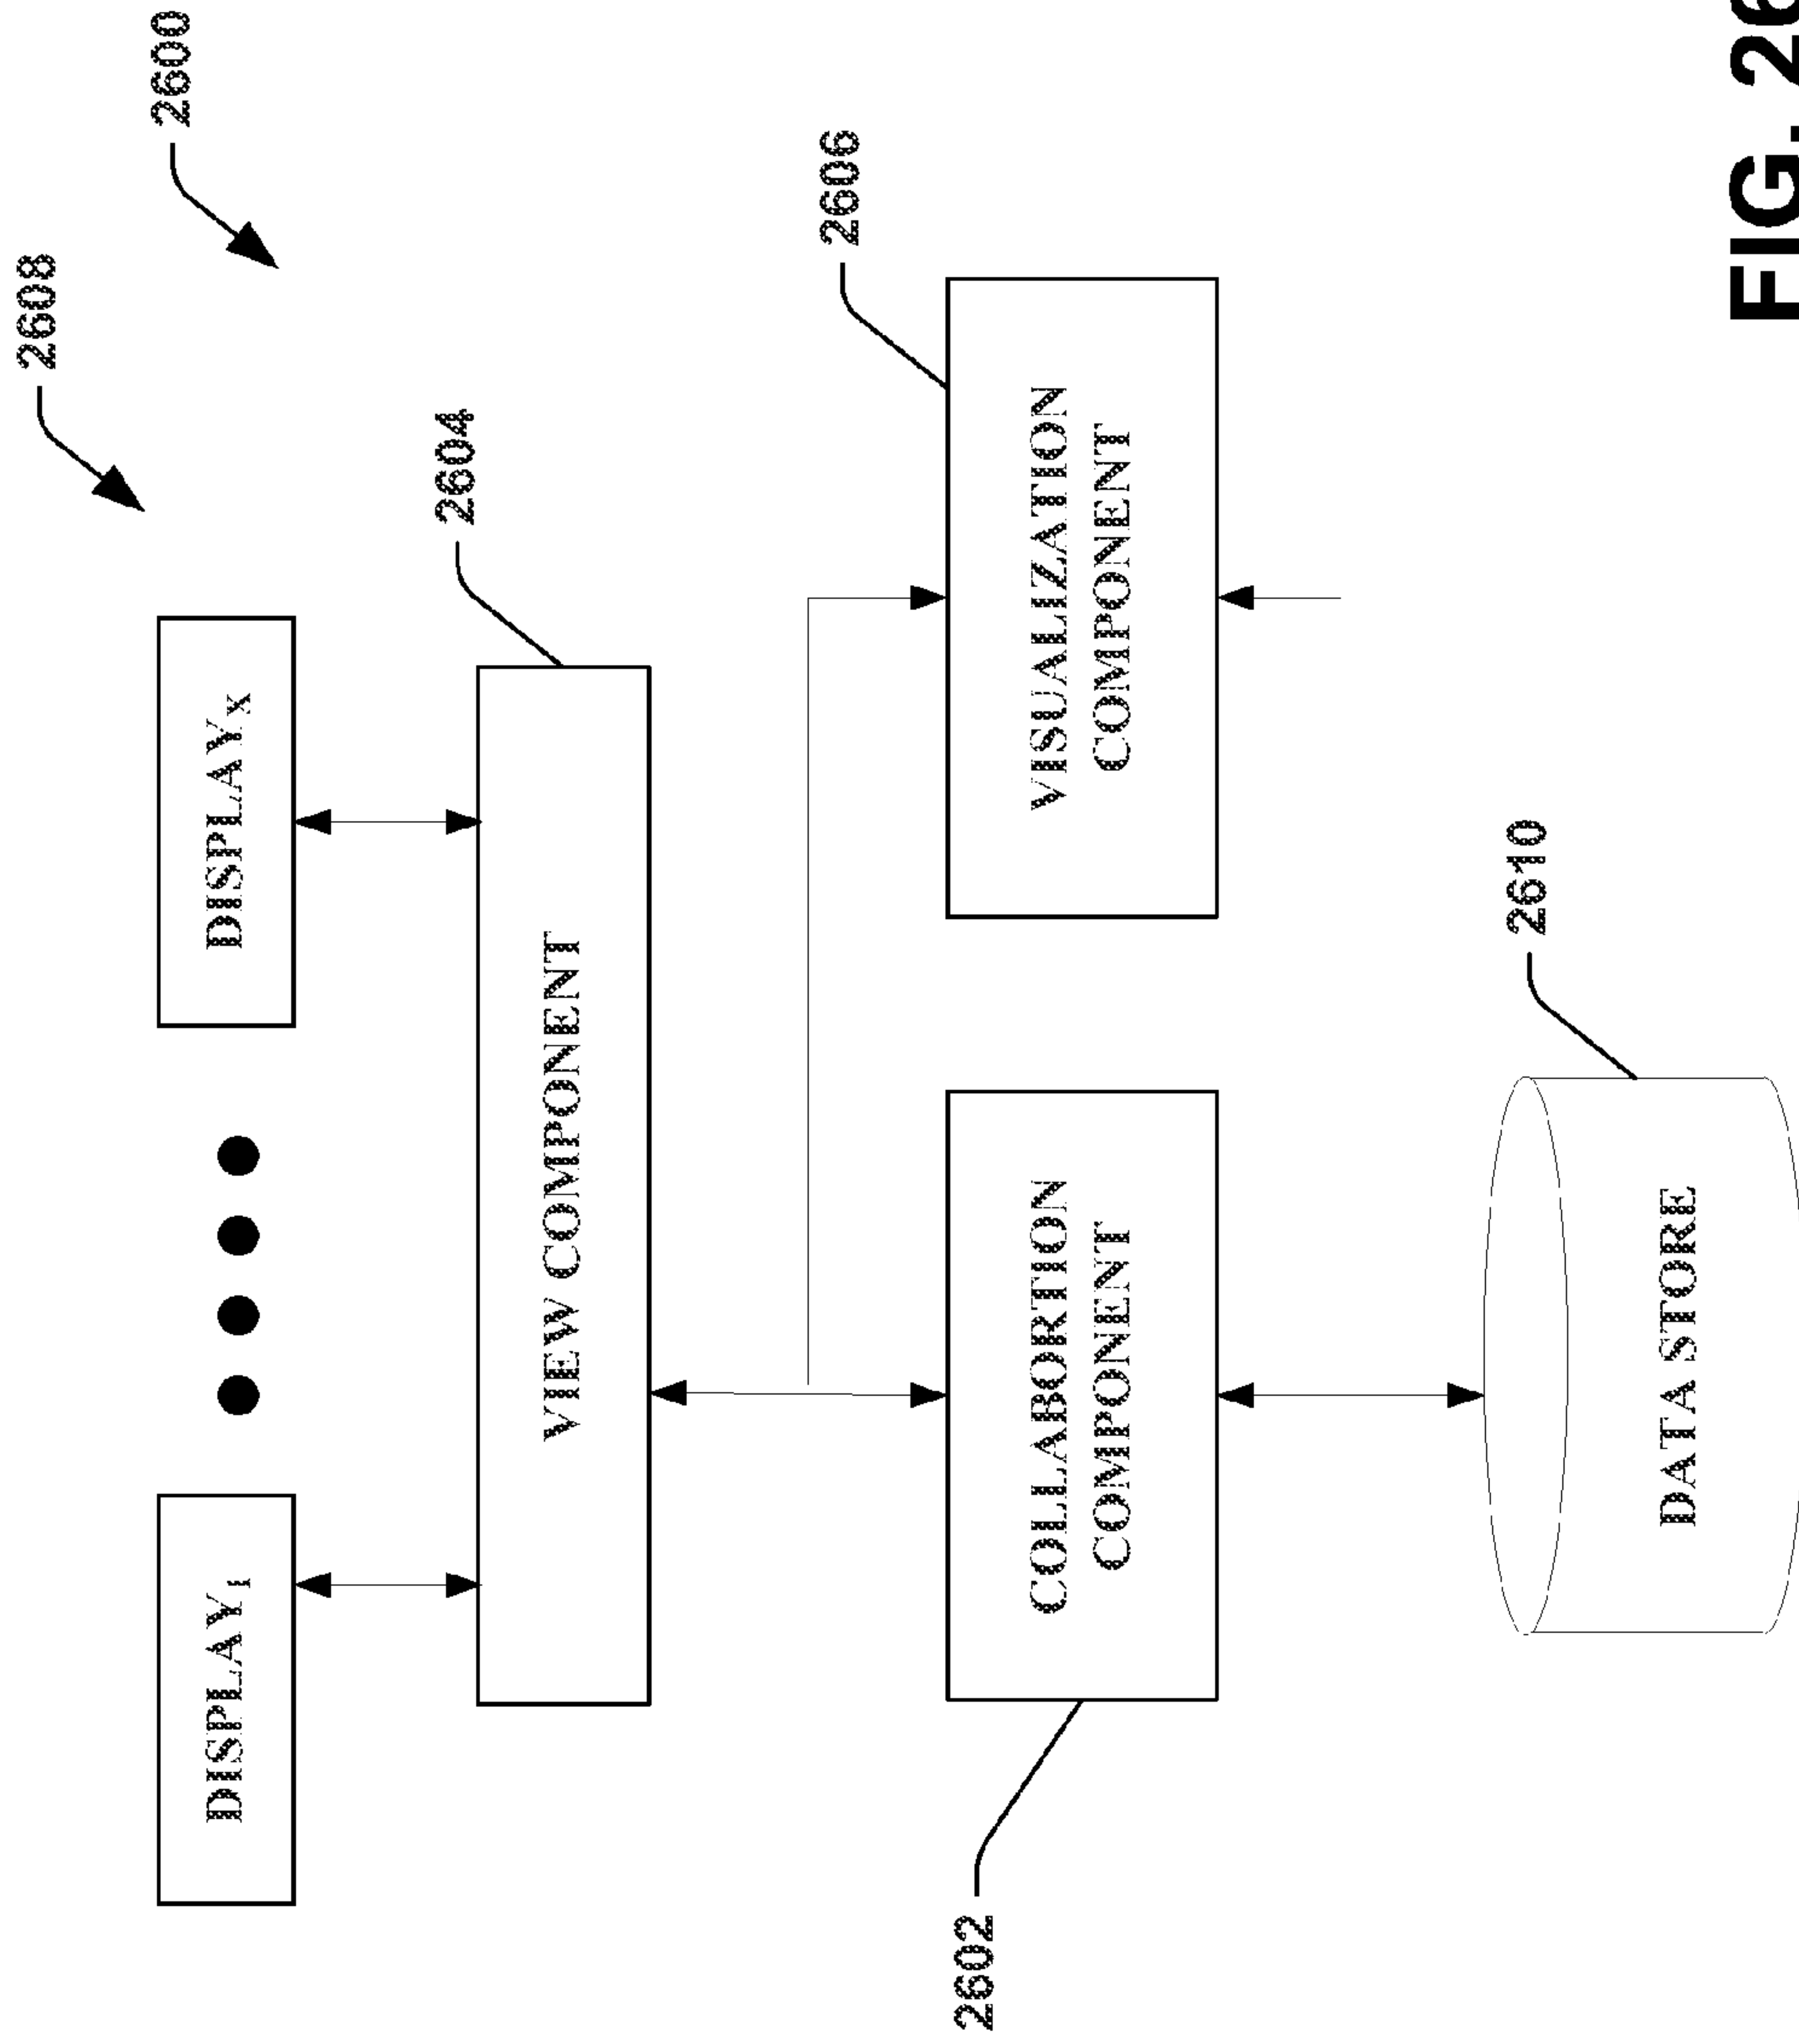 2608
2600
DISPLAY1
DISPLAYX
2604
VIEW COMPONENT
2606
2602
COLLABORTION
COMPONENT
VISUALIZATION
COMPONENT
2610
DATA STORE
FIG. 26